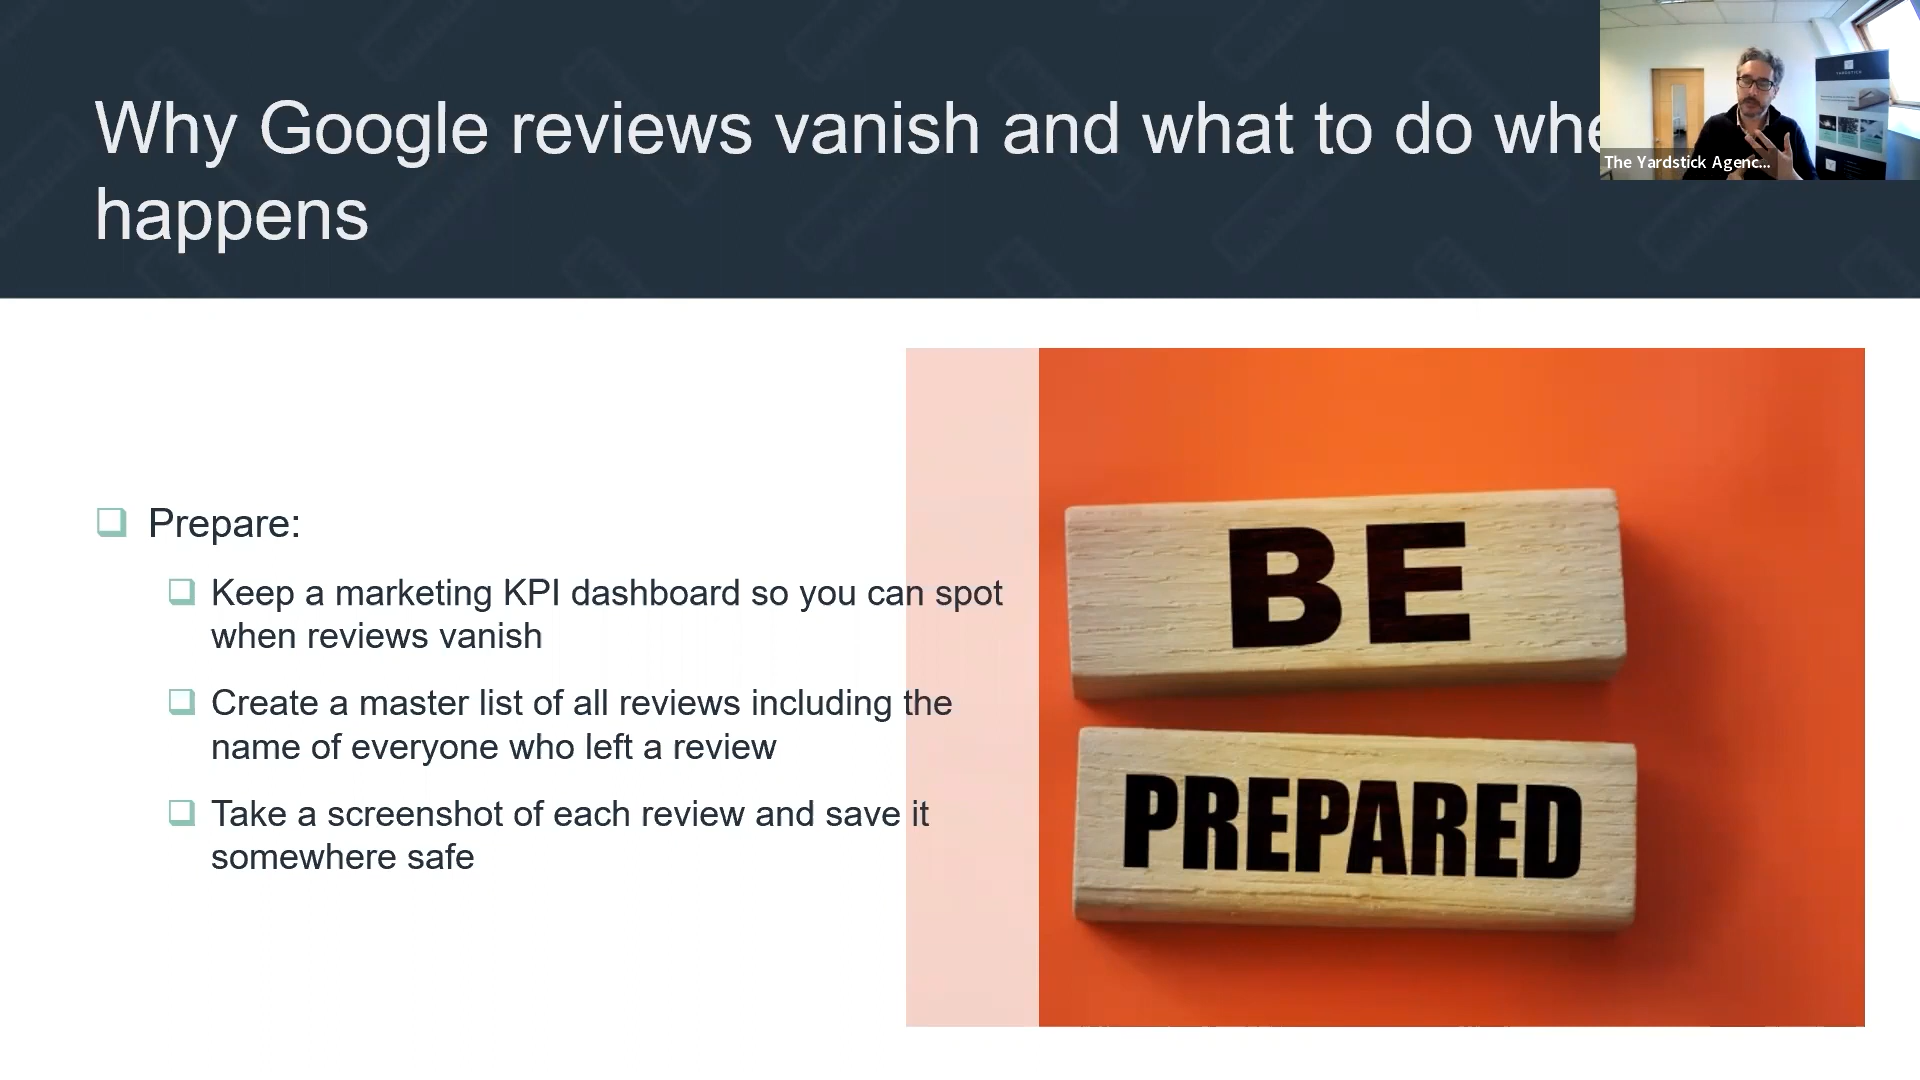 Why Google reviews vanish and what to do
happens
The Yardstick Agenc...
Prepare:
Keep a marketing KPI dashboard so you can spot
when reviews vanish
Create a master list of all reviews including the
name of everyone who left a review
Take a screenshot of each review and save it
somewhere safe
BE
PREPARED